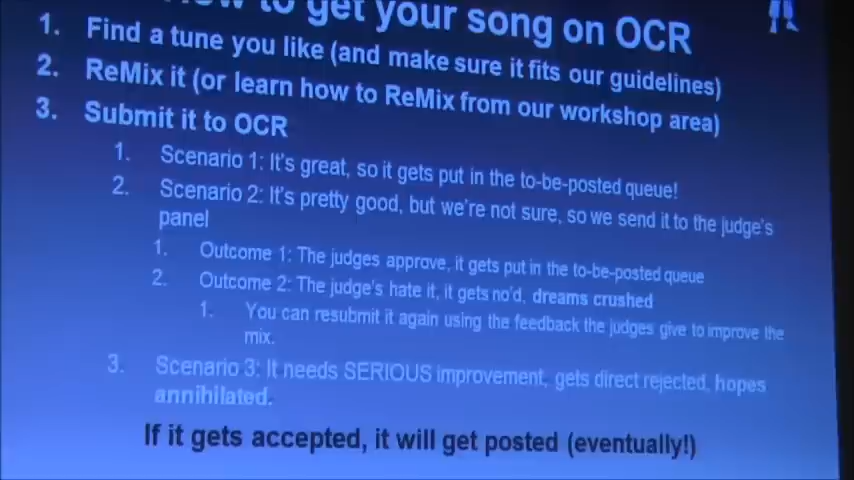 to get your song on OCR
1. Find a tune you like (and make sure it fits our guidelines)
2. ReMix it (or learn how to ReMix from our workshop area)
3. Submit it to OCR
1. Scenario 1: It's great, so it gets put in the to-be-posted queue!
2. Scenario 2: It's pretty good, but we're not sure, so we send it to the judge's
panel
1. Outcome 1: The judges approve, it gets put in the to-be-posted queue
2. Outcome 2: The judge's hate it, it gets no'd, dreams crushed
1. You can resubmit it again using the feedback the judges give to improve the
mix.
3. Scenario 3: It needs SERIOUS improvement, gets direct rejected, hopes
annihilated.
If it gets accepted, it will get posted (eventually!)